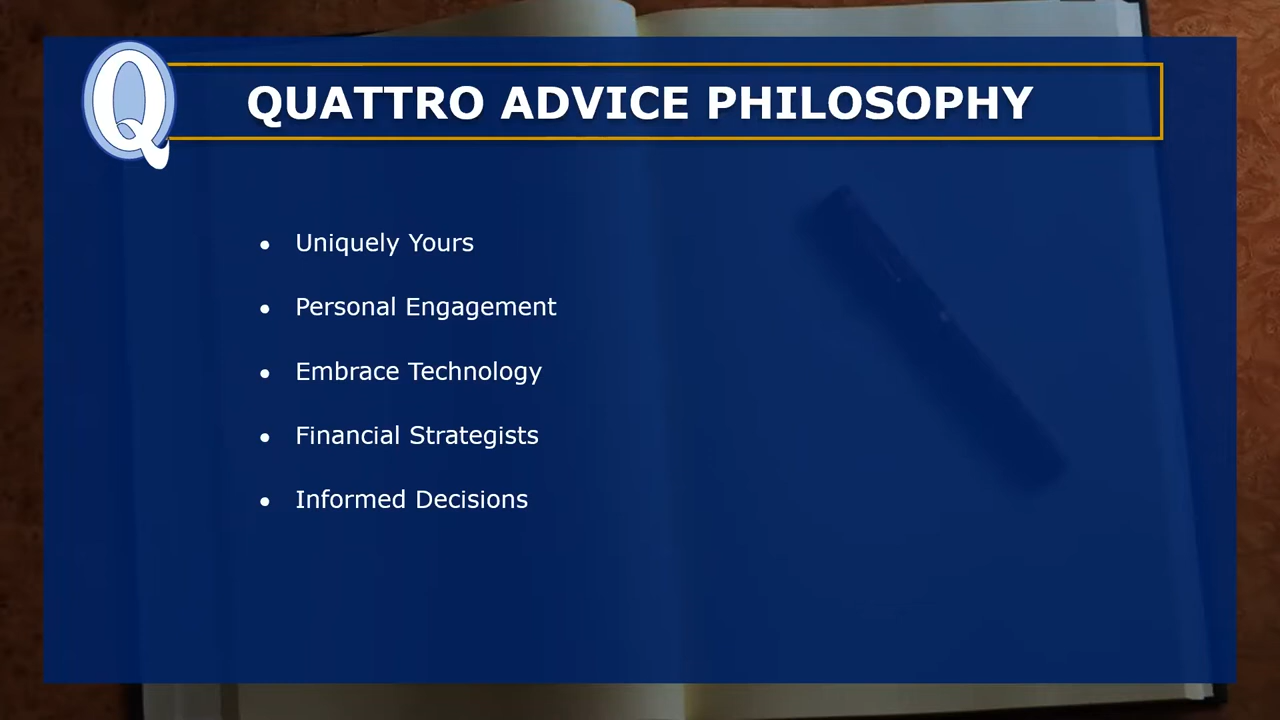 Q
QUATTRO ADVICE PHILOSOPHY
• Uniquely Yours
• Personal Engagement
• Embrace Technology
• Financial Strategists
• Informed Decisions